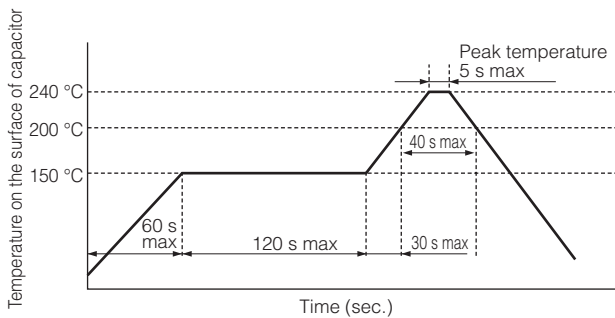 Temperature on the surface of capacitor
Peak temperature
5 s max
240 °C
200 °C
40 s max
150 °C
60 s
max
120 s max
30 s max
Time (sec.)